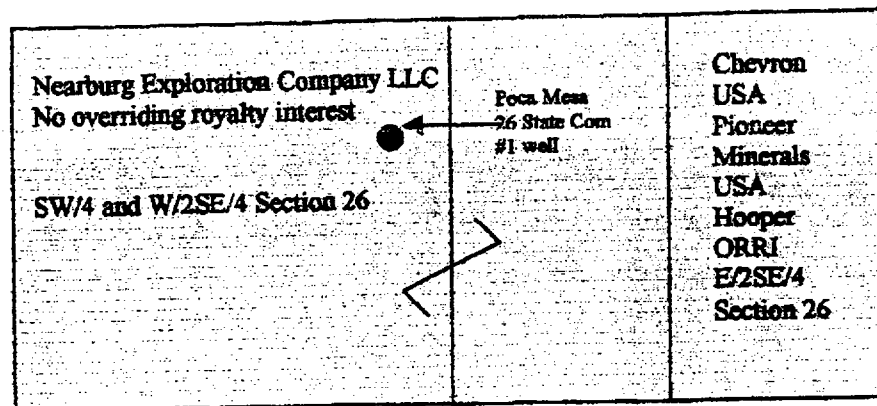 Nearburg Exploration Company LLC
No overriding royalty interest
SW/4 and W/2SE/4 Section 26
Poca Mesa
26 State Com
#1 well
Chevron
USA
Pioneer
Minerals
USA
Hooper
ORRI
E/2SE/4
Section 26